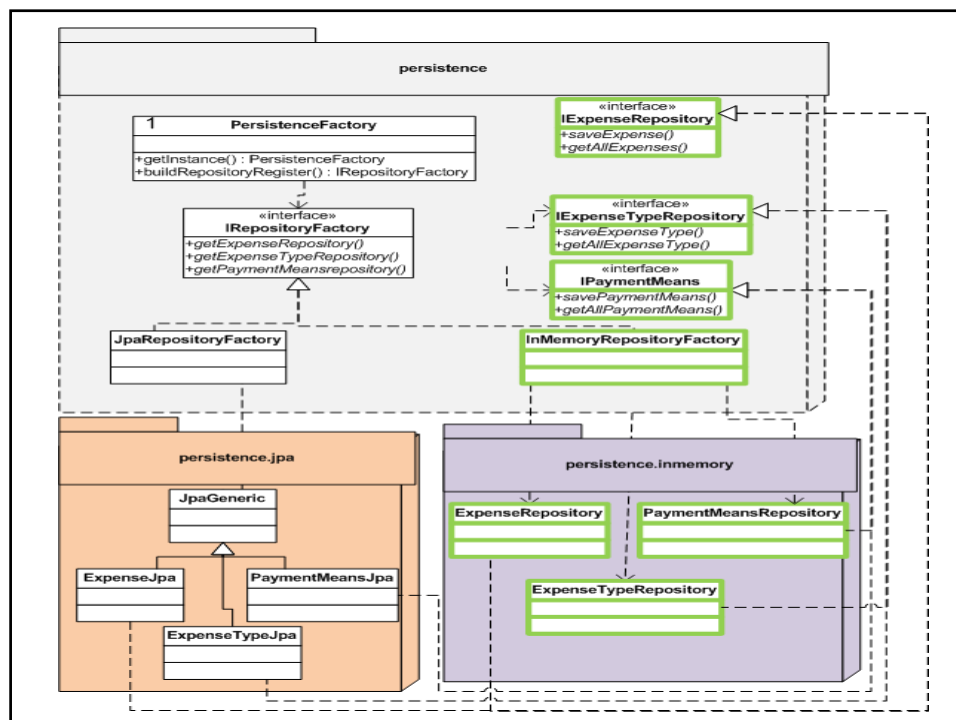 persistence
1
PersistenceFactory
+getInstance() : PersistenceFactory
+buildRepositoryRegister() : IRepositoryFactory
«interface»
IExpenseRepository
+saveExpense()
+getAllExpenses()
«interface»
IRepositoryFactory
+getExpenseRepository()
+getExpenseTypeRepository()
+getPaymentMeansrepository()
«interface»
IExpenseTypeRepository
+saveExpenseType()
+getAllExpenseType()
«interface»
IPaymentMeans
+savePaymentMeans()
+getAllPaymentMeans()
JpaRepositoryFactory
InMemoryRepositoryFactory
persistence.jpa
JpaGeneric
ExpenseJpa
PaymentMeansJpa
ExpenseTypeJpa
persistence.inmemory
ExpenseRepository
PaymentMeansRepository
ExpenseTypeRepository